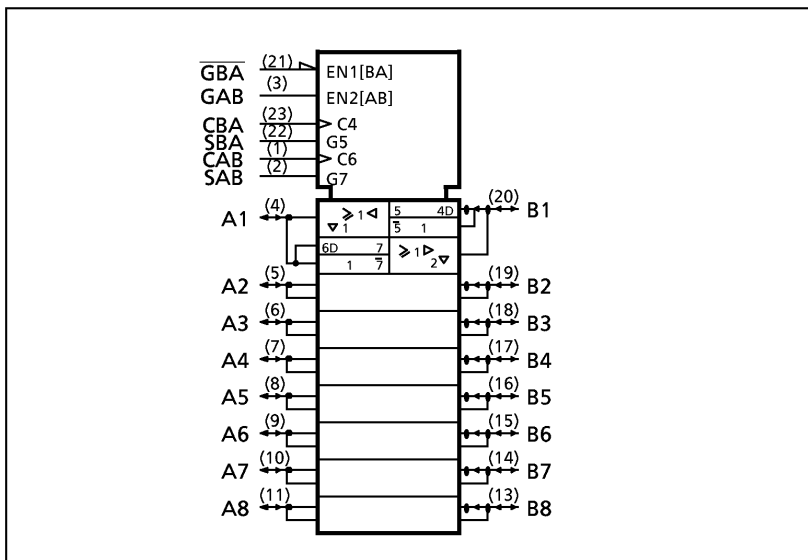 G̅B̅A̅ (21) EN1[BA]
GAB (3) EN2[AB]
CBA (23) C4
SBA (22) G5
CAB (1) C6
SAB (2) G7
A1 (4) ≥1 ▽1 5 4D 5̅ 1 (20) B1
6D 7 1 7̅ ≥1 2▽
A2 (5) (19) B2
A3 (6) (18) B3
A4 (7) (17) B4
A5 (8) (16) B5
A6 (9) (15) B6
A7 (10) (14) B7
A8 (11) (13) B8